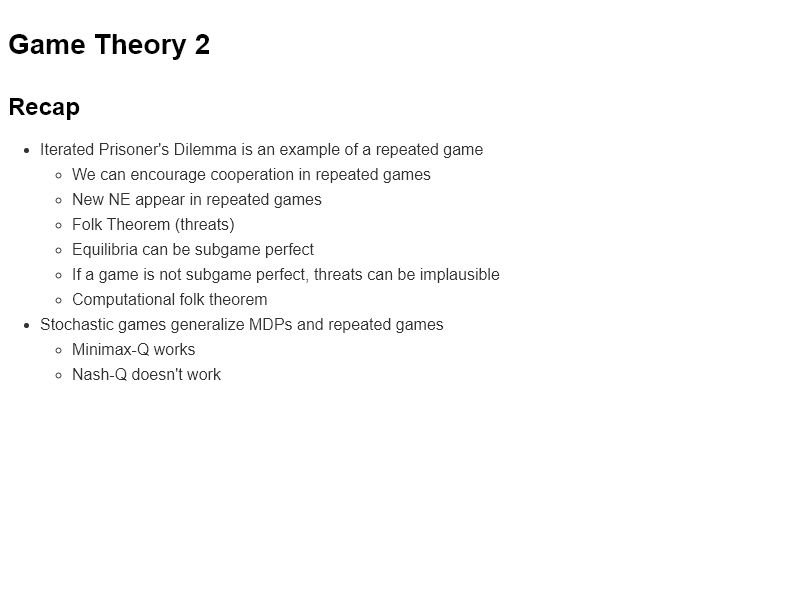 Game Theory 2
Recap
Iterated Prisoner's Dilemma is an example of a repeated game
We can encourage cooperation in repeated games
New NE appear in repeated games
Folk Theorem (threats)
Equilibria can be subgame perfect
If a game is not subgame perfect, threats can be implausible
Computational folk theorem
Stochastic games generalize MDPs and repeated games
Minimax-Q works
Nash-Q doesn't work